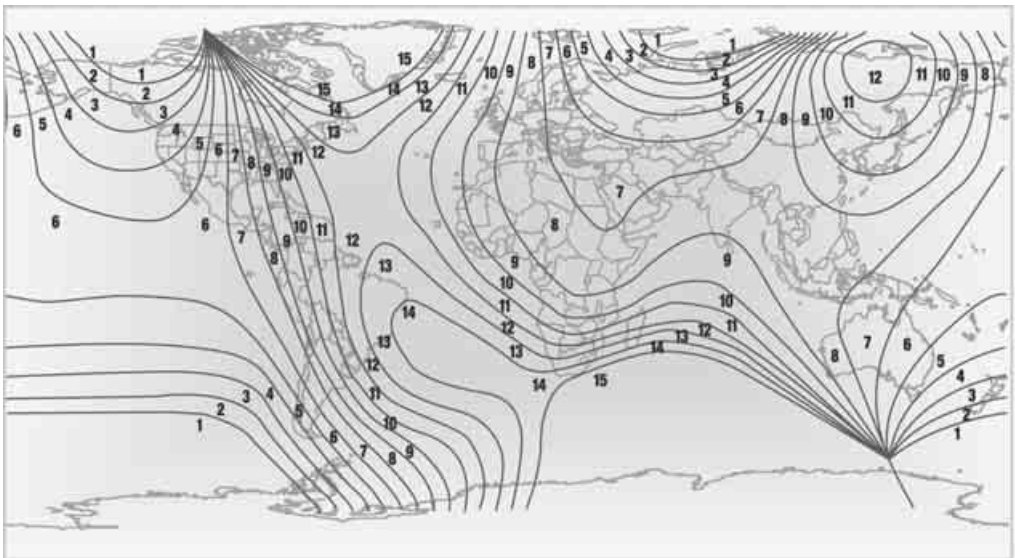 1 1 1
15 5 6 4 3 2 2
7
1 1 2 15 14 13 11 10 9 8 3 12 11 10 9 8
2 2 14 12 4
3 3 5 11
4 5 6 7 8 9 10
6 4 13
5 6 7 8 9 10 11 12
7
6 6 7 10 11 12 8
9
8 13 9 9
10 10
14 11 12 11
13 12 13 7 6
12 13 14 8 5
14 15 4
3 4 5 11 3
2 10 2
1 6 7 8 9 1